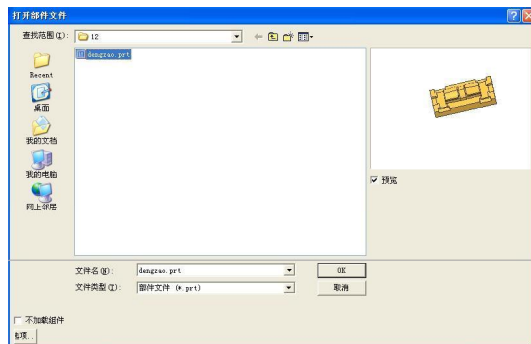 打开部件文件
查找范围(I):
12
dengzao.prt
Recent
桌面
我的文档
我的电脑
网上邻居
预览
文件名(N):
dengzao.prt
OK
文件类型(T):
部件文件 (*.prt)
取消
不加载组件
选项..